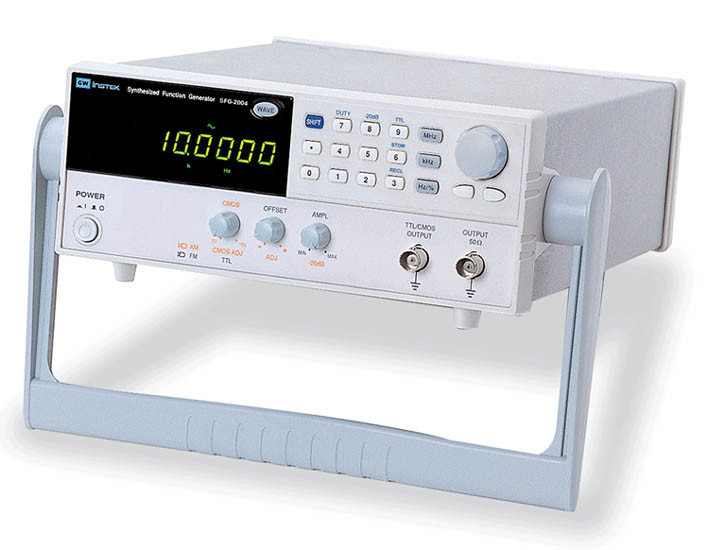 GW INSTEK Synthesized Function Generator SFG-2004
WAVE
10.0000
k Hz
SHIFT
DUTY -20dB TTL
7 8 9 MHz
STOR
• 4 5 6 kHz
RECL
0 1 2 3 Hz/%
POWER
CMOS OFFSET AMPL
AM
FM
CMOS ADJ
TTL
ADJ
MIN MAX
-20dB
TTL/CMOS
OUTPUT
OUTPUT
50Ω